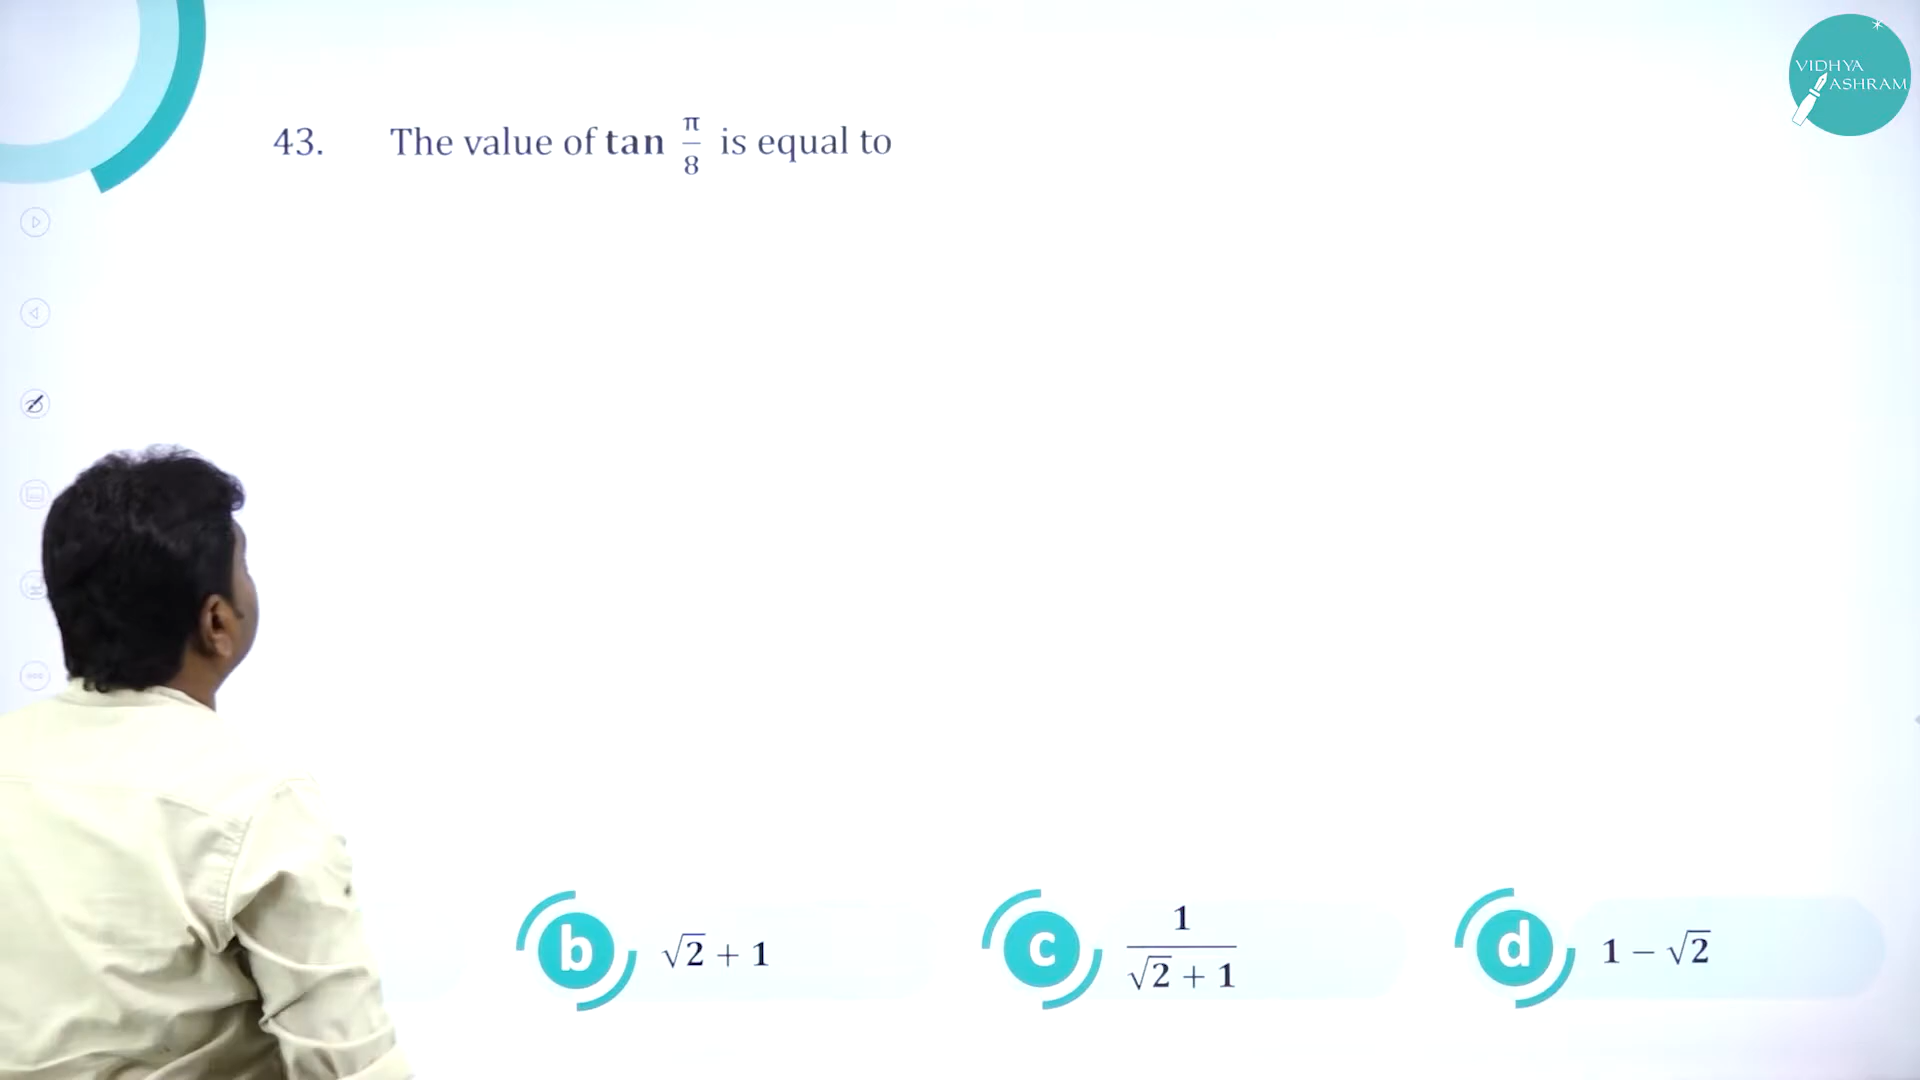 VIDHYA
ASHRAM
43. The value of tan π/8 is equal to
b √2 + 1
c 1/(√2 + 1)
d 1 − √2